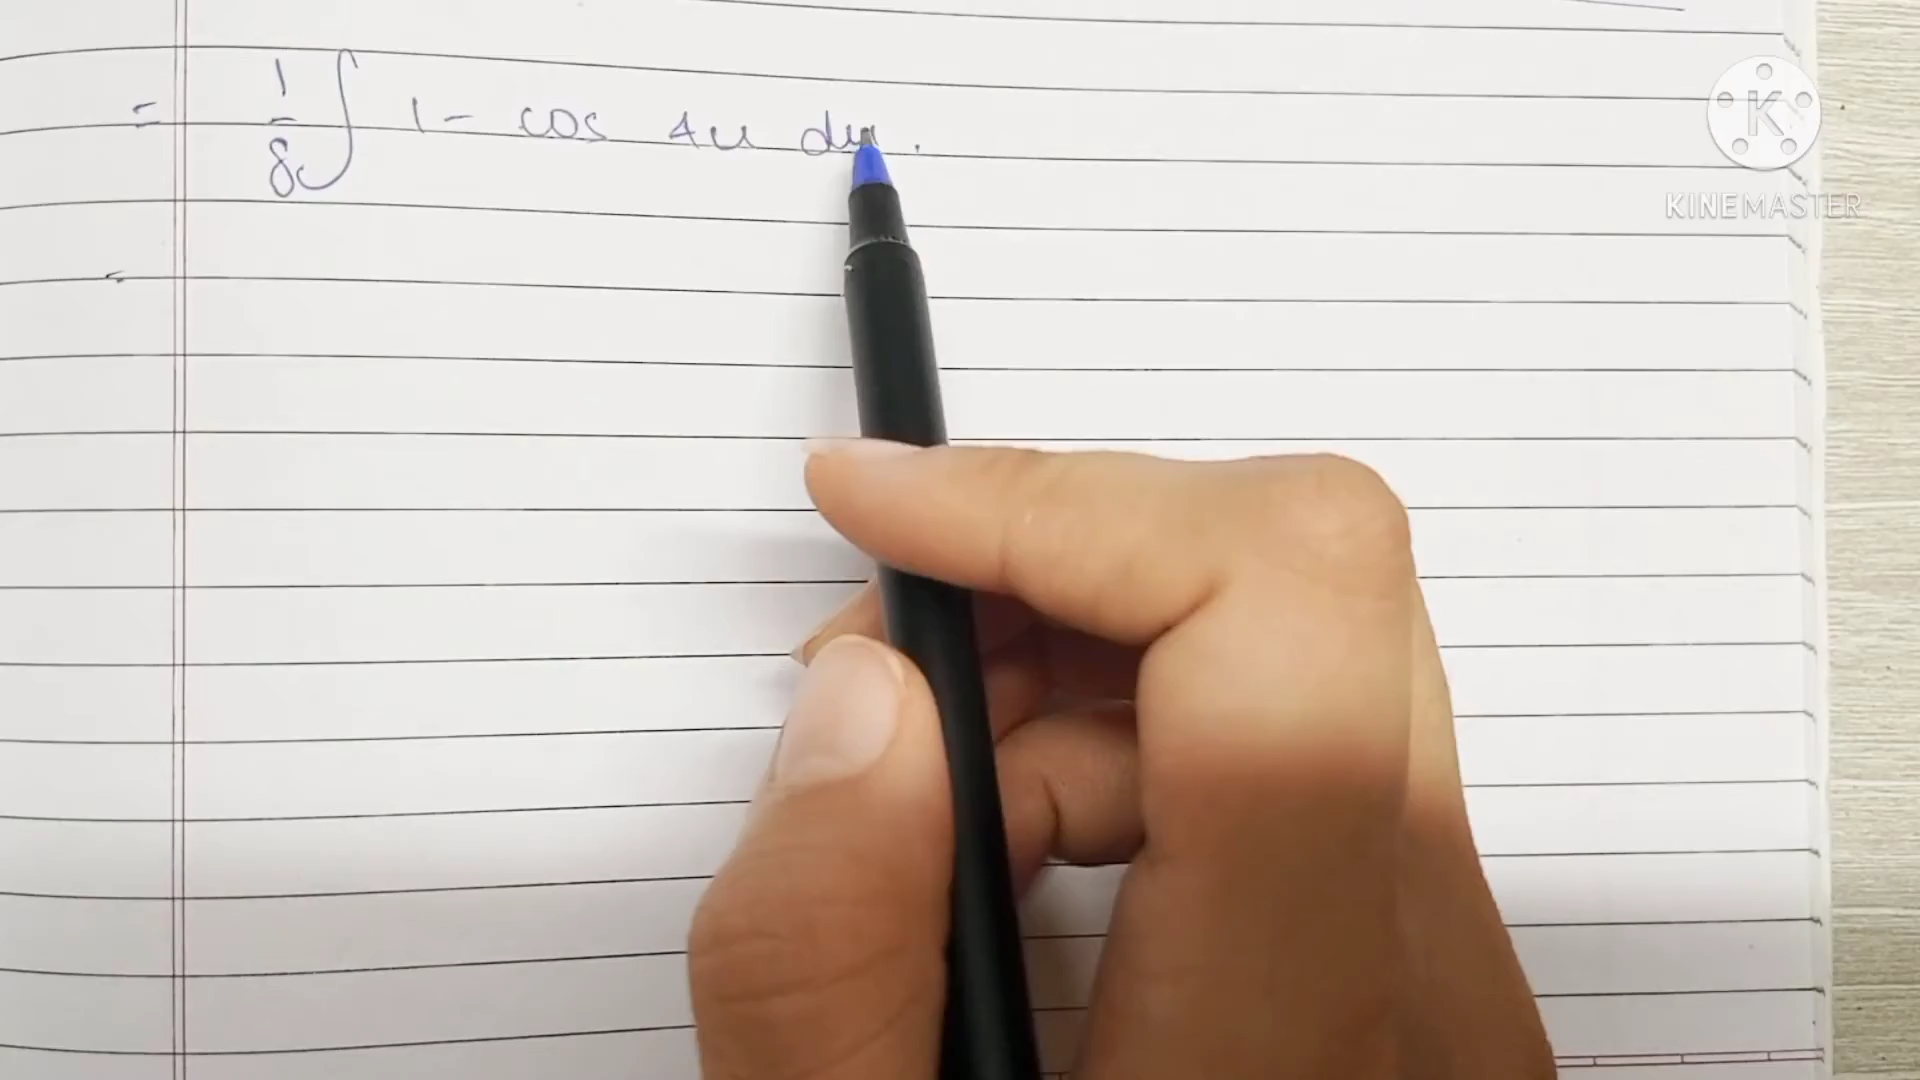 = 1/8 ∫ 1 - cos 4u du.
=
K
KINEMASTER